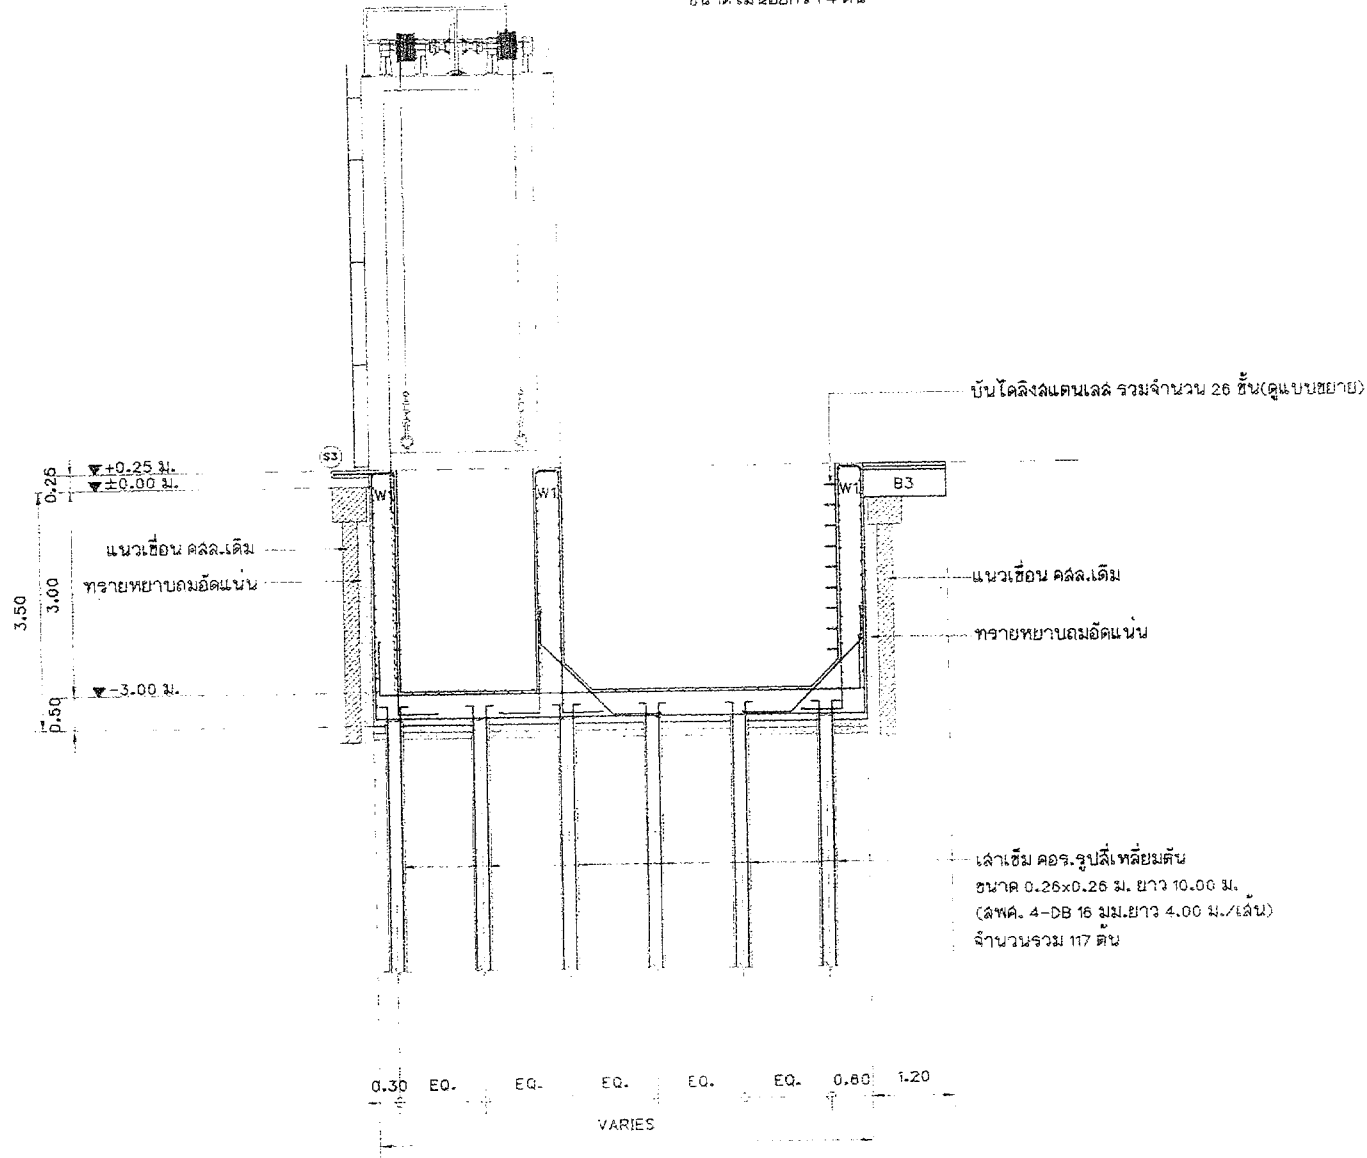 บันไดลิงสแตนเลส รวมจำนวน 26 ชั้น(ดูแบบขยาย)
S3
+0.25 ม.
±0.00 ม.
0.25
W1
W1
W1
B3
แนวเขื่อน คสล.เดิม
ทรายหยาบถมอัดแน่น
แนวเขื่อน คสล.เดิม
ทรายหยาบถมอัดแน่น
3.50
3.00
-3.00 ม.
0.50
เสาเข็ม คอร.รูปสี่เหลี่ยมตัน
ขนาด 0.26x0.26 ม. ยาว 10.00 ม.
(สพศ. 4-DB 16 มม.ยาว 4.00 ม./เส้น)
จำนวนรวม 117 ต้น
0.30 EQ. EQ. EQ. EQ. EQ. 0.60 1.20
VARIES